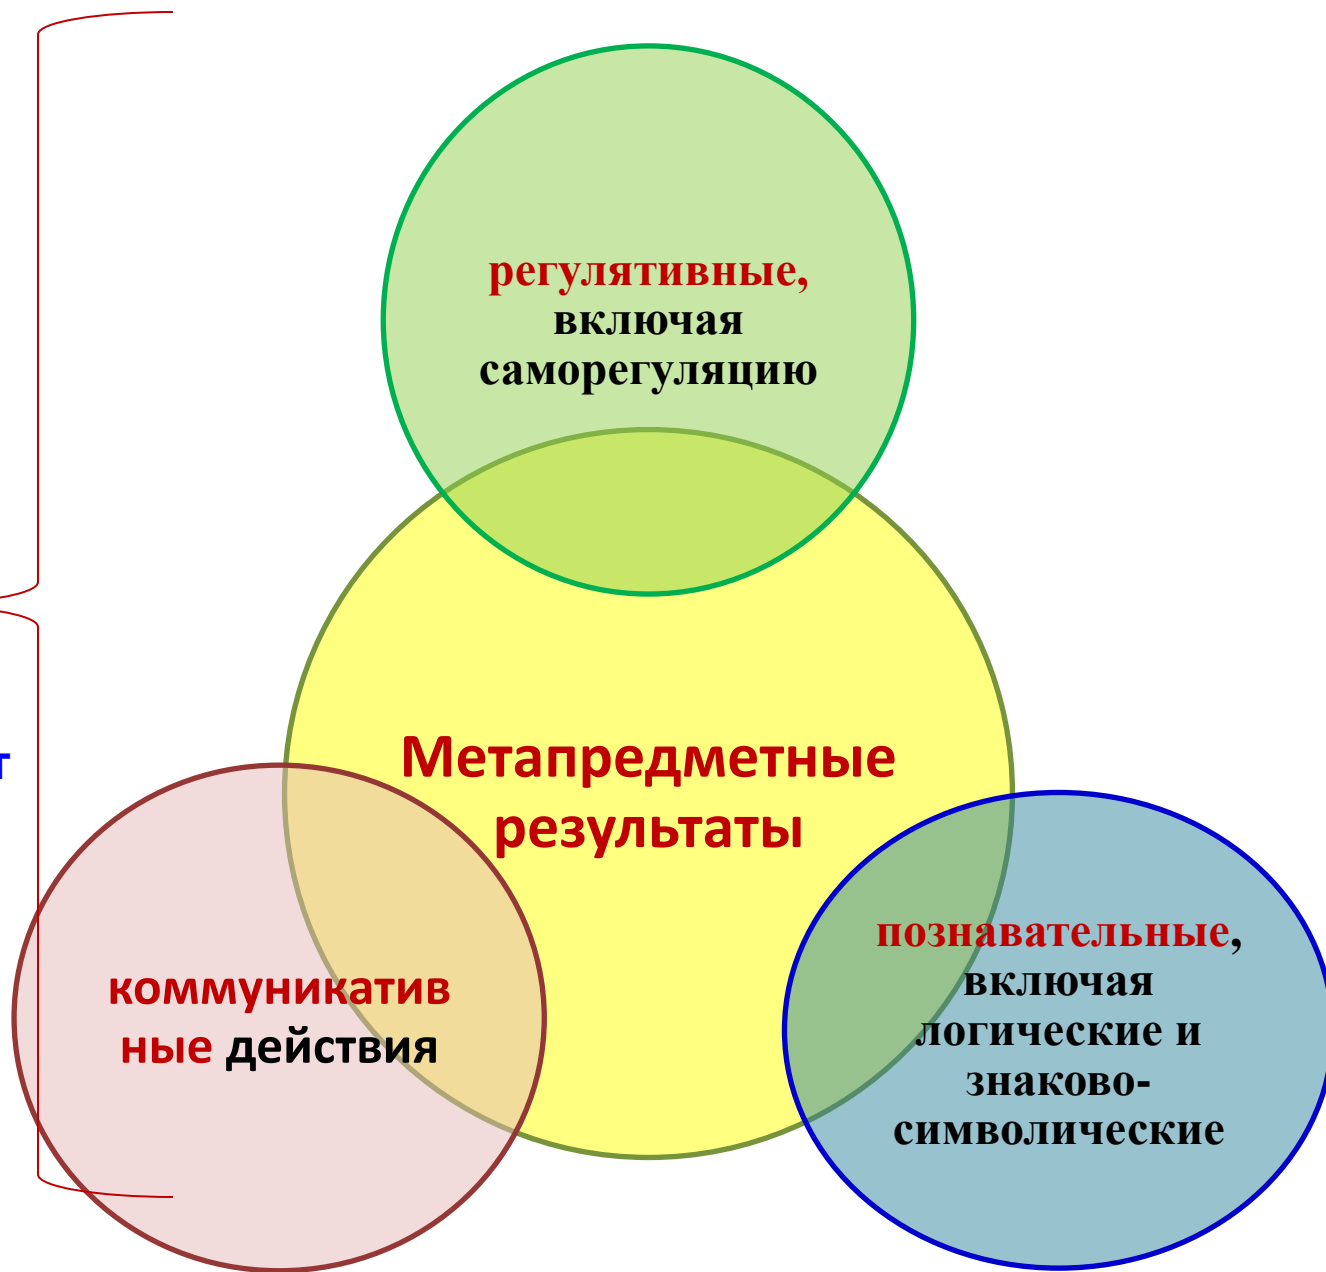 регулятивные,
включая
саморегуляцию
Метапредметные
результаты
коммуникатив
ные действия
познавательные,
включая
логические и
знаково-
символические